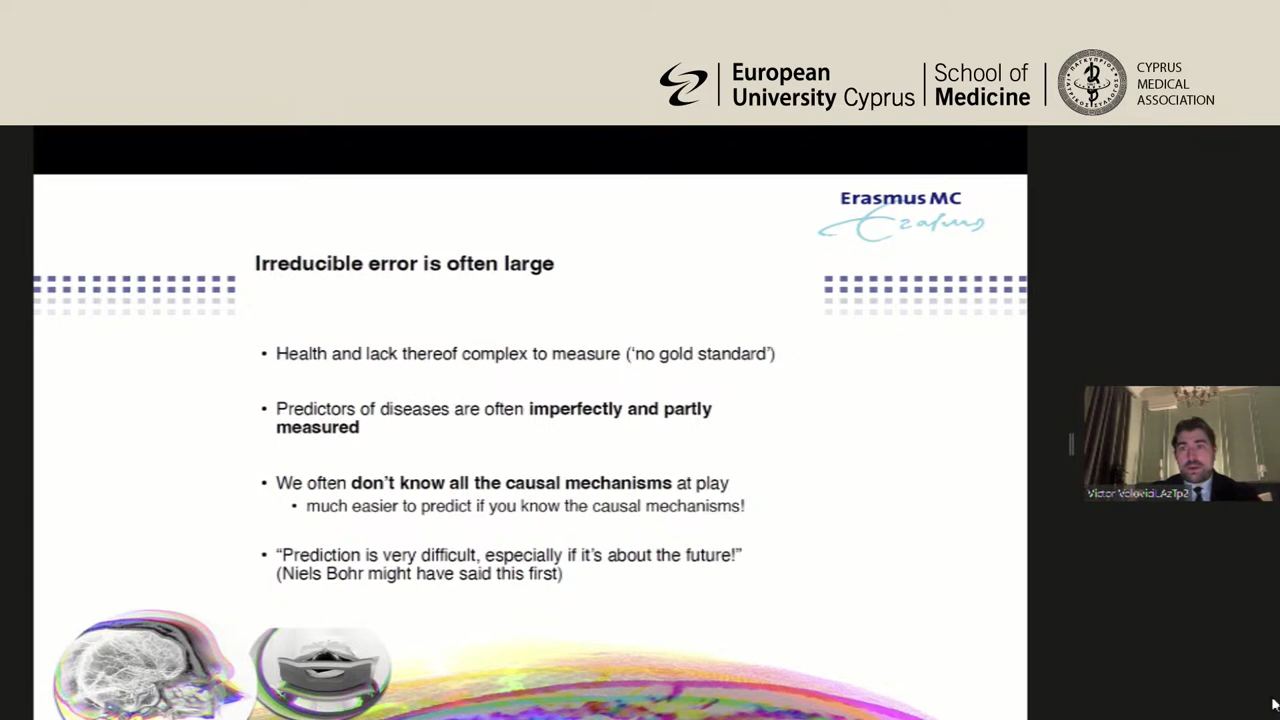 European
University Cyprus
School of
Medicine
CYPRUS
MEDICAL
ASSOCIATION
Erasmus MC
Erasmus
Irreducible error is often large
• Health and lack thereof complex to measure (‘no gold standard’)
• Predictors of diseases are often imperfectly and partly
measured
• We often don’t know all the causal mechanisms at play
• much easier to predict if you know the causal mechanisms!
• “Prediction is very difficult, especially if it’s about the future!”
(Niels Bohr might have said this first)
Victor